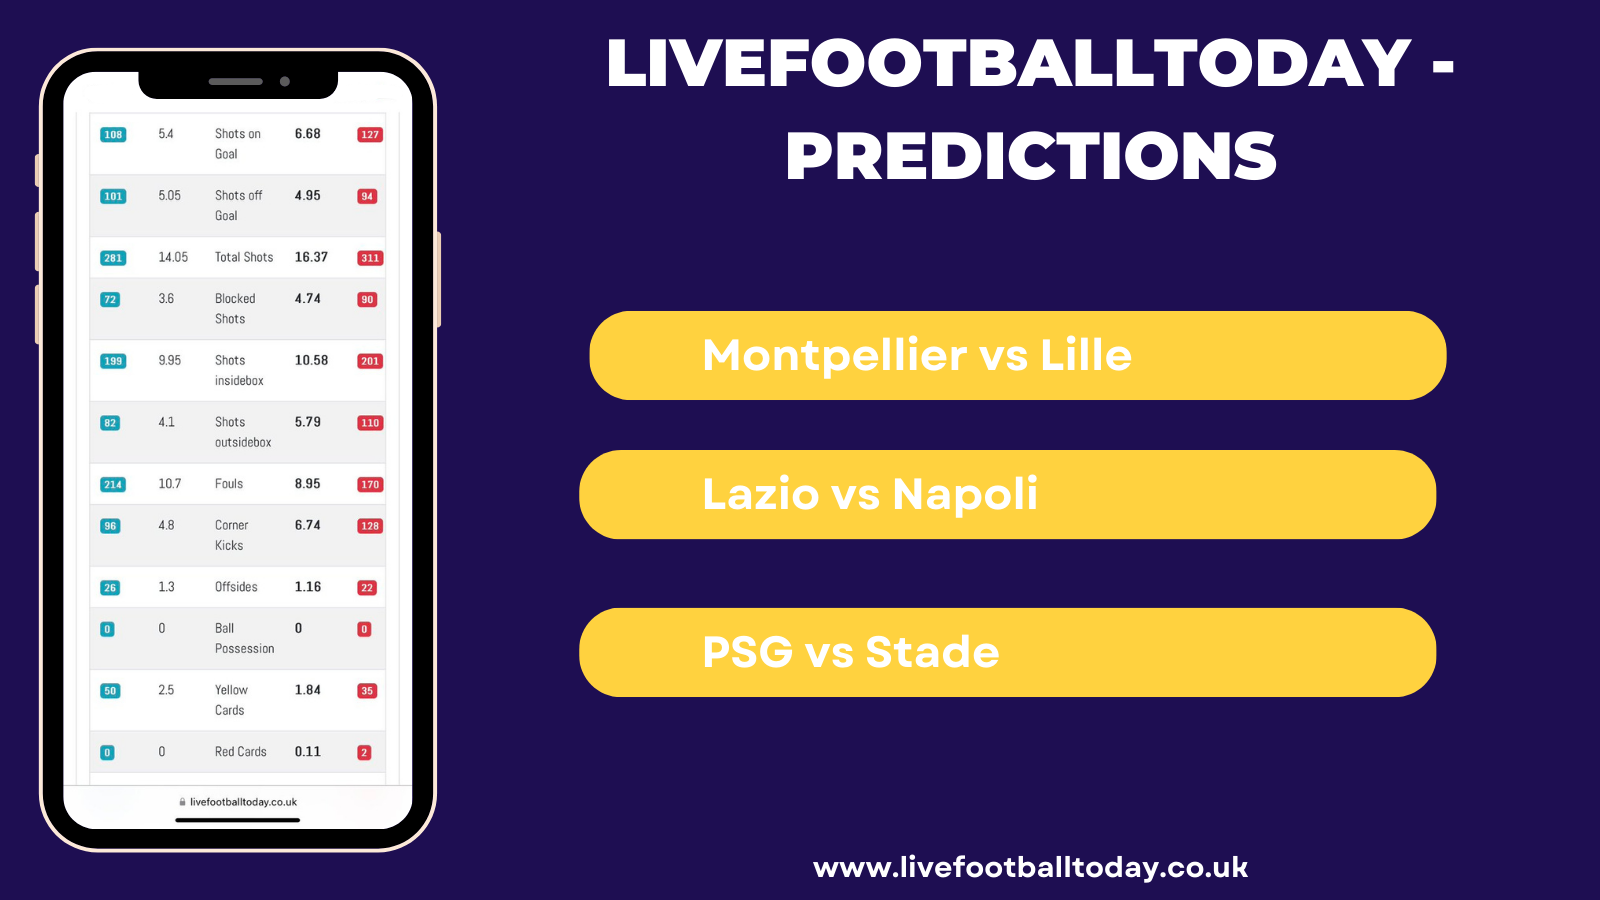 LIVEFOOTBALLTODAY -
PREDICTIONS
108 5.4 Shots on 6.68 127
Goal
101 5.05 Shots off 4.95 94
Goal
281 14.05 Total Shots 16.37 311
72 3.6 Blocked 4.74 90
Shots
199 9.95 Shots 10.58 201
insidebox
82 4.1 Shots 5.79 110
outsidebox
214 10.7 Fouls 8.95 170
96 4.8 Corner 6.74 128
Kicks
26 1.3 Offsides 1.16 22
0 0 Ball 0 0
Possession
50 2.5 Yellow 1.84 35
Cards
0 0 Red Cards 0.11 2
livefootballtoday.co.uk
Montpellier vs Lille
Lazio vs Napoli
PSG vs Stade
www.livefootballtoday.co.uk